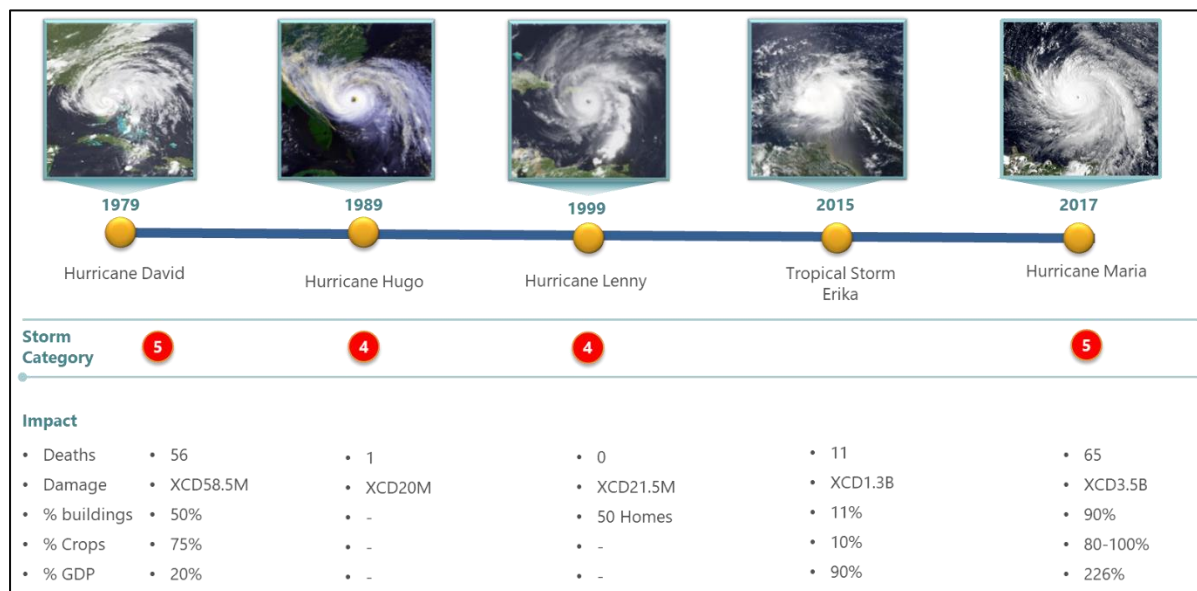 1979
1989
1999
2015
2017
Hurricane David
Hurricane Hugo
Hurricane Lenny
Tropical Storm
Erika
Hurricane Maria
Storm
Category
5
4
4
5
Impact
• Deaths • 56 • 1 • 0 • 11 • 65
• Damage • XCD58.5M • XCD20M • XCD21.5M • XCD1.3B • XCD3.5B
• % buildings • 50% • - • 50 Homes • 11% • 90%
• % Crops • 75% • - • - • 10% • 80-100%
• % GDP • 20% • - • - • 90% • 226%